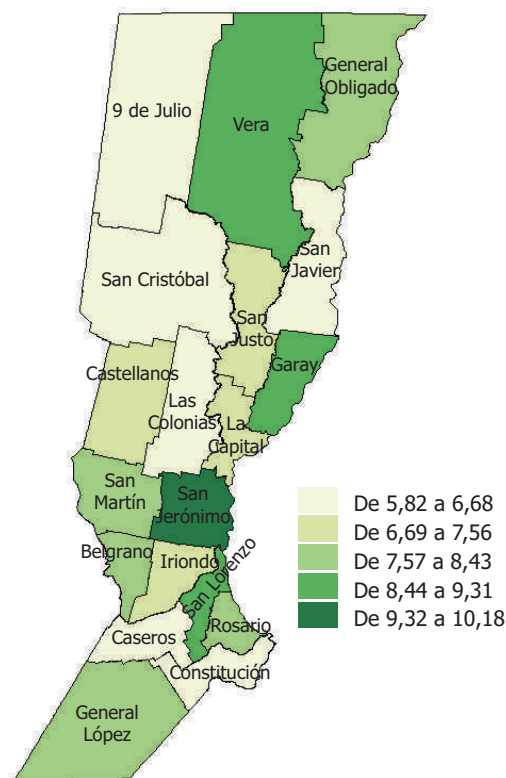 General
Obligado
9 de Julio
Vera
San
Javier
San Cristóbal
San
Justo
Garay
Castellanos
Las
Colonias
La
Capital
San
Martín
San
Jerónimo
Belgrano
Iriondo
San Lorenzo
Rosario
Caseros
Constitución
General
López
De 5,82 a 6,68
De 6,69 a 7,56
De 7,57 a 8,43
De 8,44 a 9,31
De 9,32 a 10,18